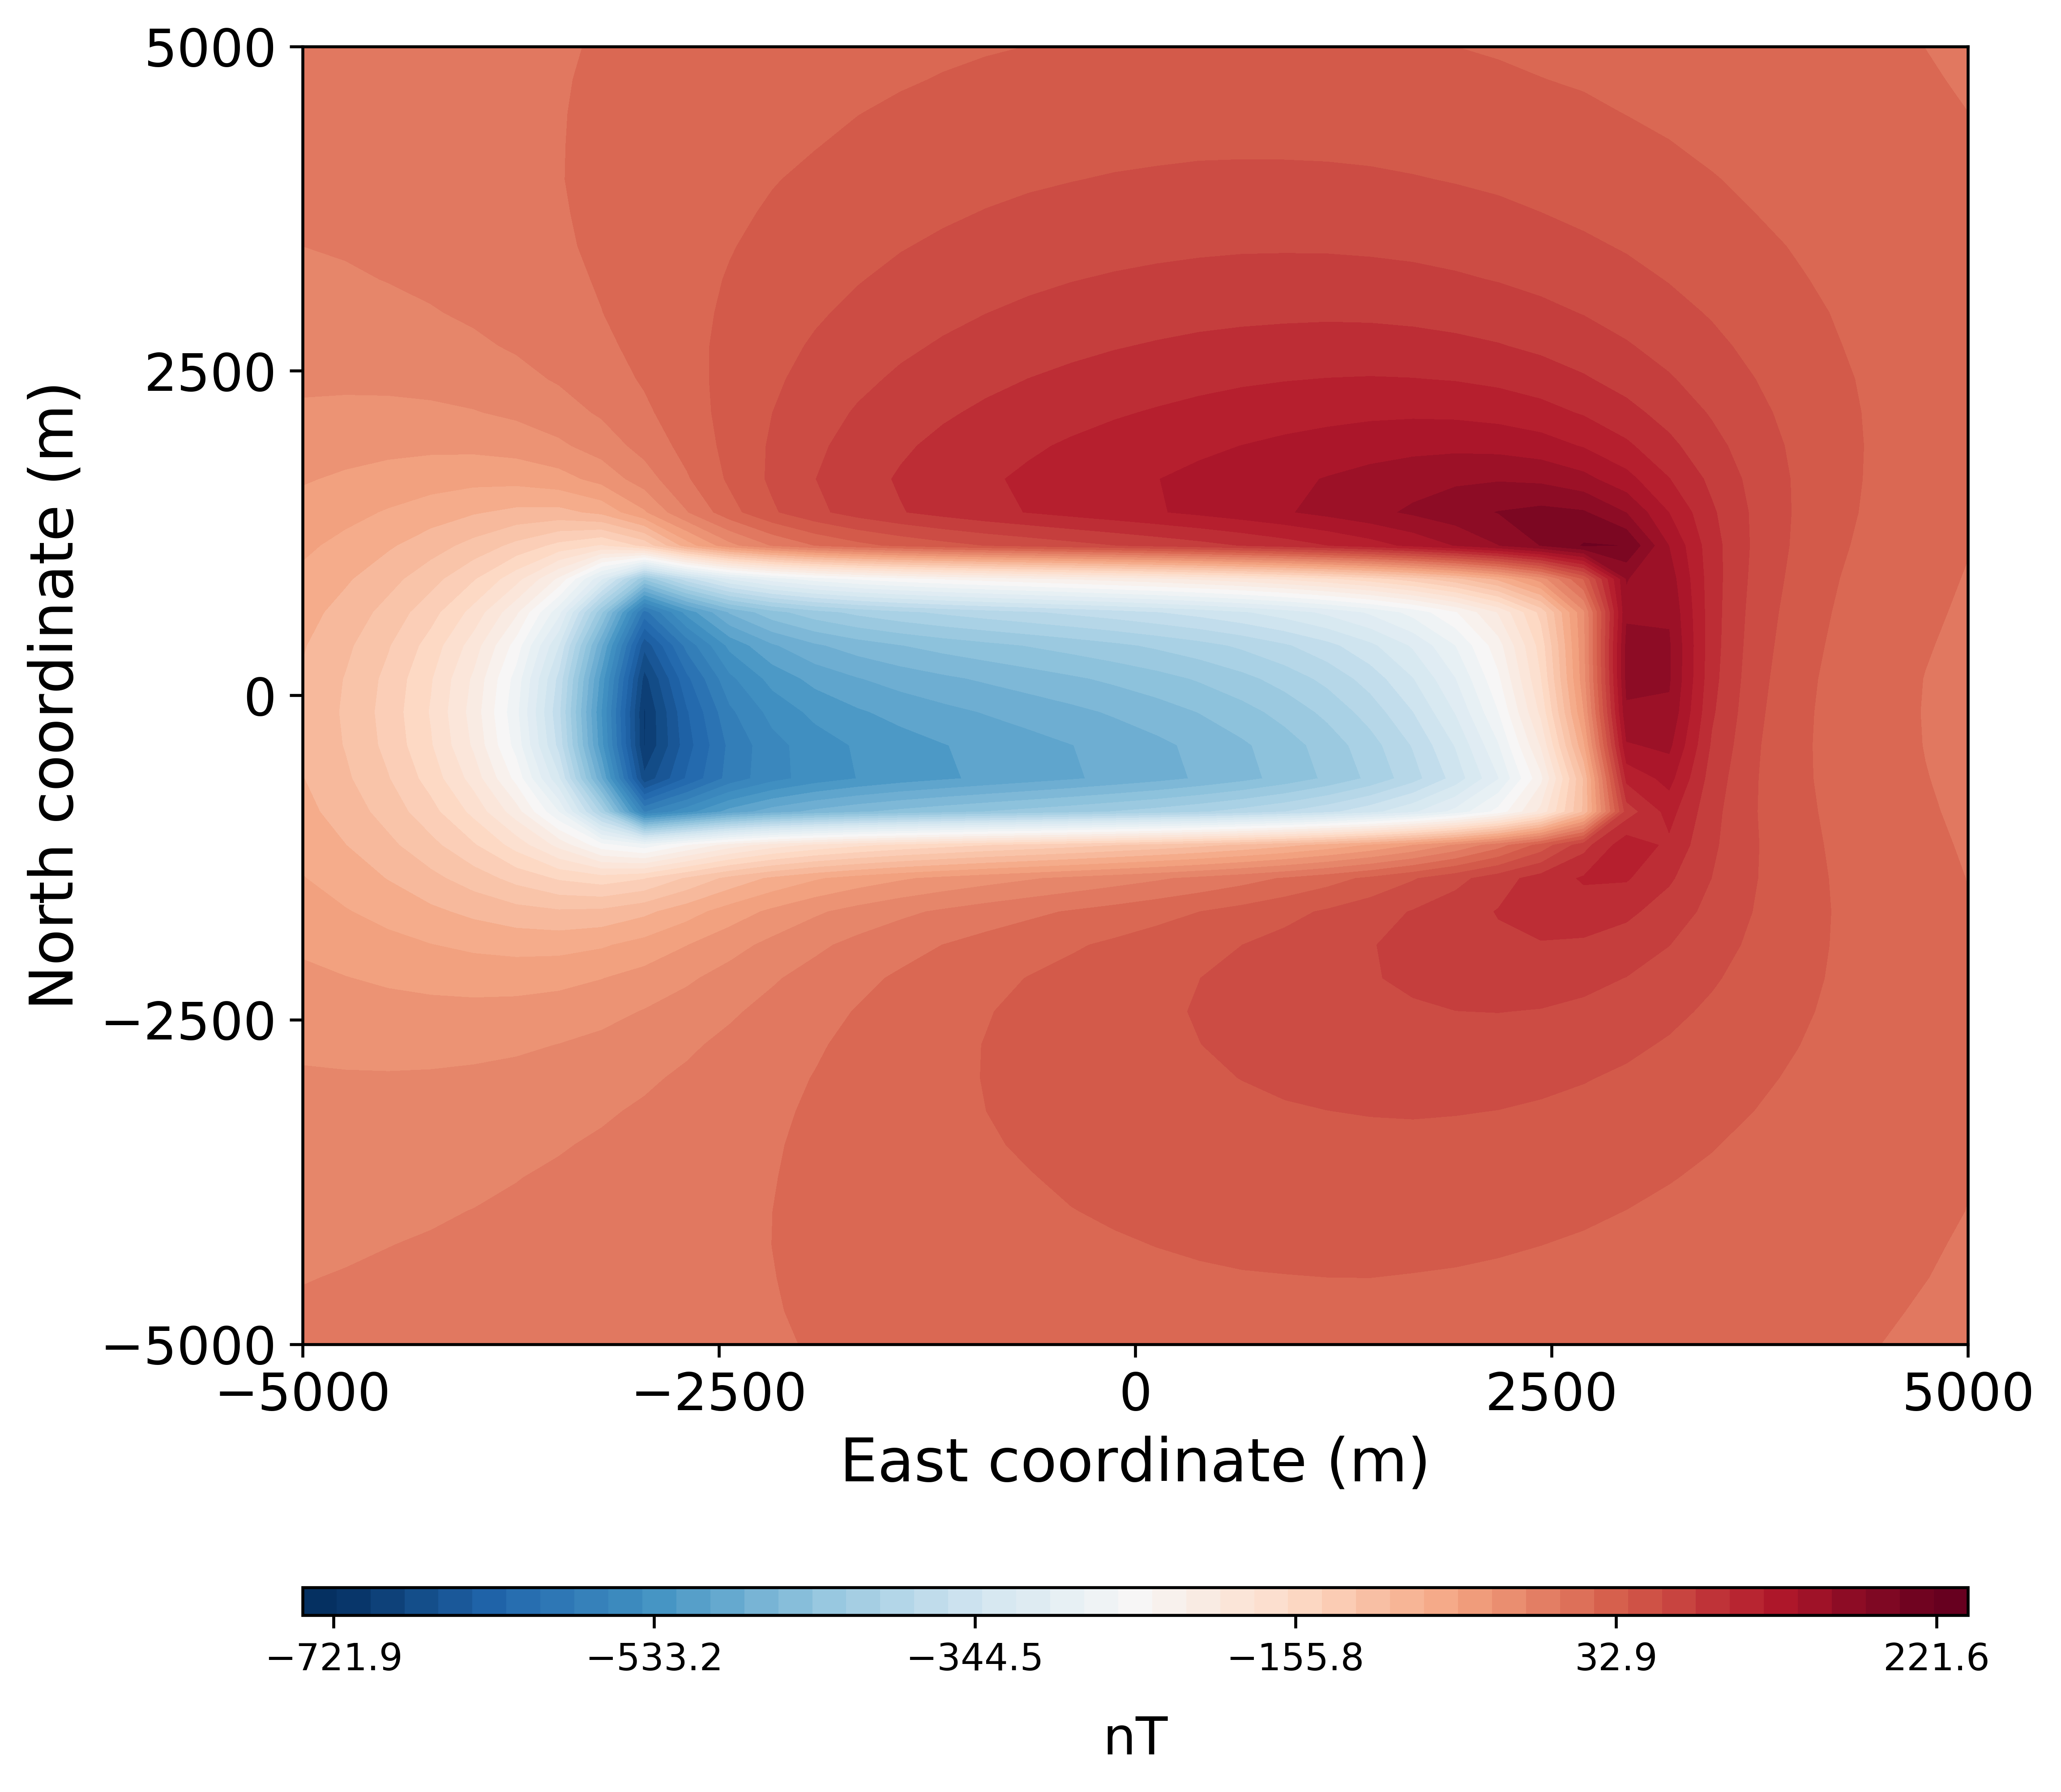 5000
2500
0
−2500
−5000
North coordinate (m)
−5000 −2500 0 2500 5000
East coordinate (m)
−721.9 −533.2 −344.5 −155.8 32.9 221.6
nT